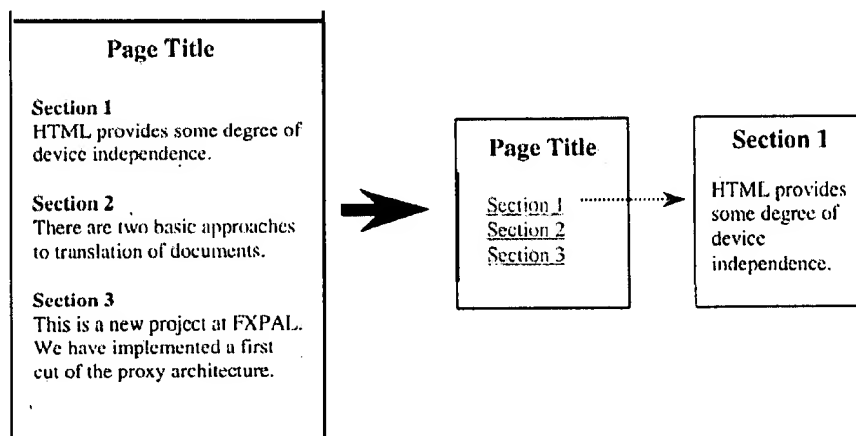 Page Title
Section 1
HTML provides some degree of
device independence.
Section 2
There are two basic approaches
to translation of documents.
Section 3
This is a new project at FXPAL.
We have implemented a first
cut of the proxy architecture.
Page Title
Section 1
Section 2
Section 3
Section 1
HTML provides
some degree of
device
independence.